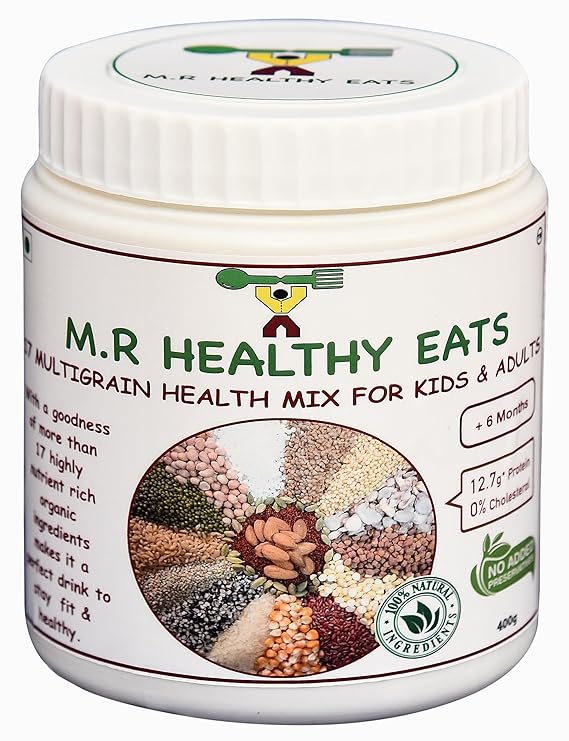 M.R HEALTHY EATS
M.R HEALTHY EATS
17 MULTIGRAIN HEALTH MIX FOR KIDS & ADULTS
With a goodness
of more than
17 highly
nutrient rich
organic
ingredients
makes it a
perfect drink to
stay fit &
healthy.
+ 6 Months
12.7g* Protein
0% Cholesterol
NO ADDED
PRESERVATIVES
100% NATURAL
INGREDIENTS
400g